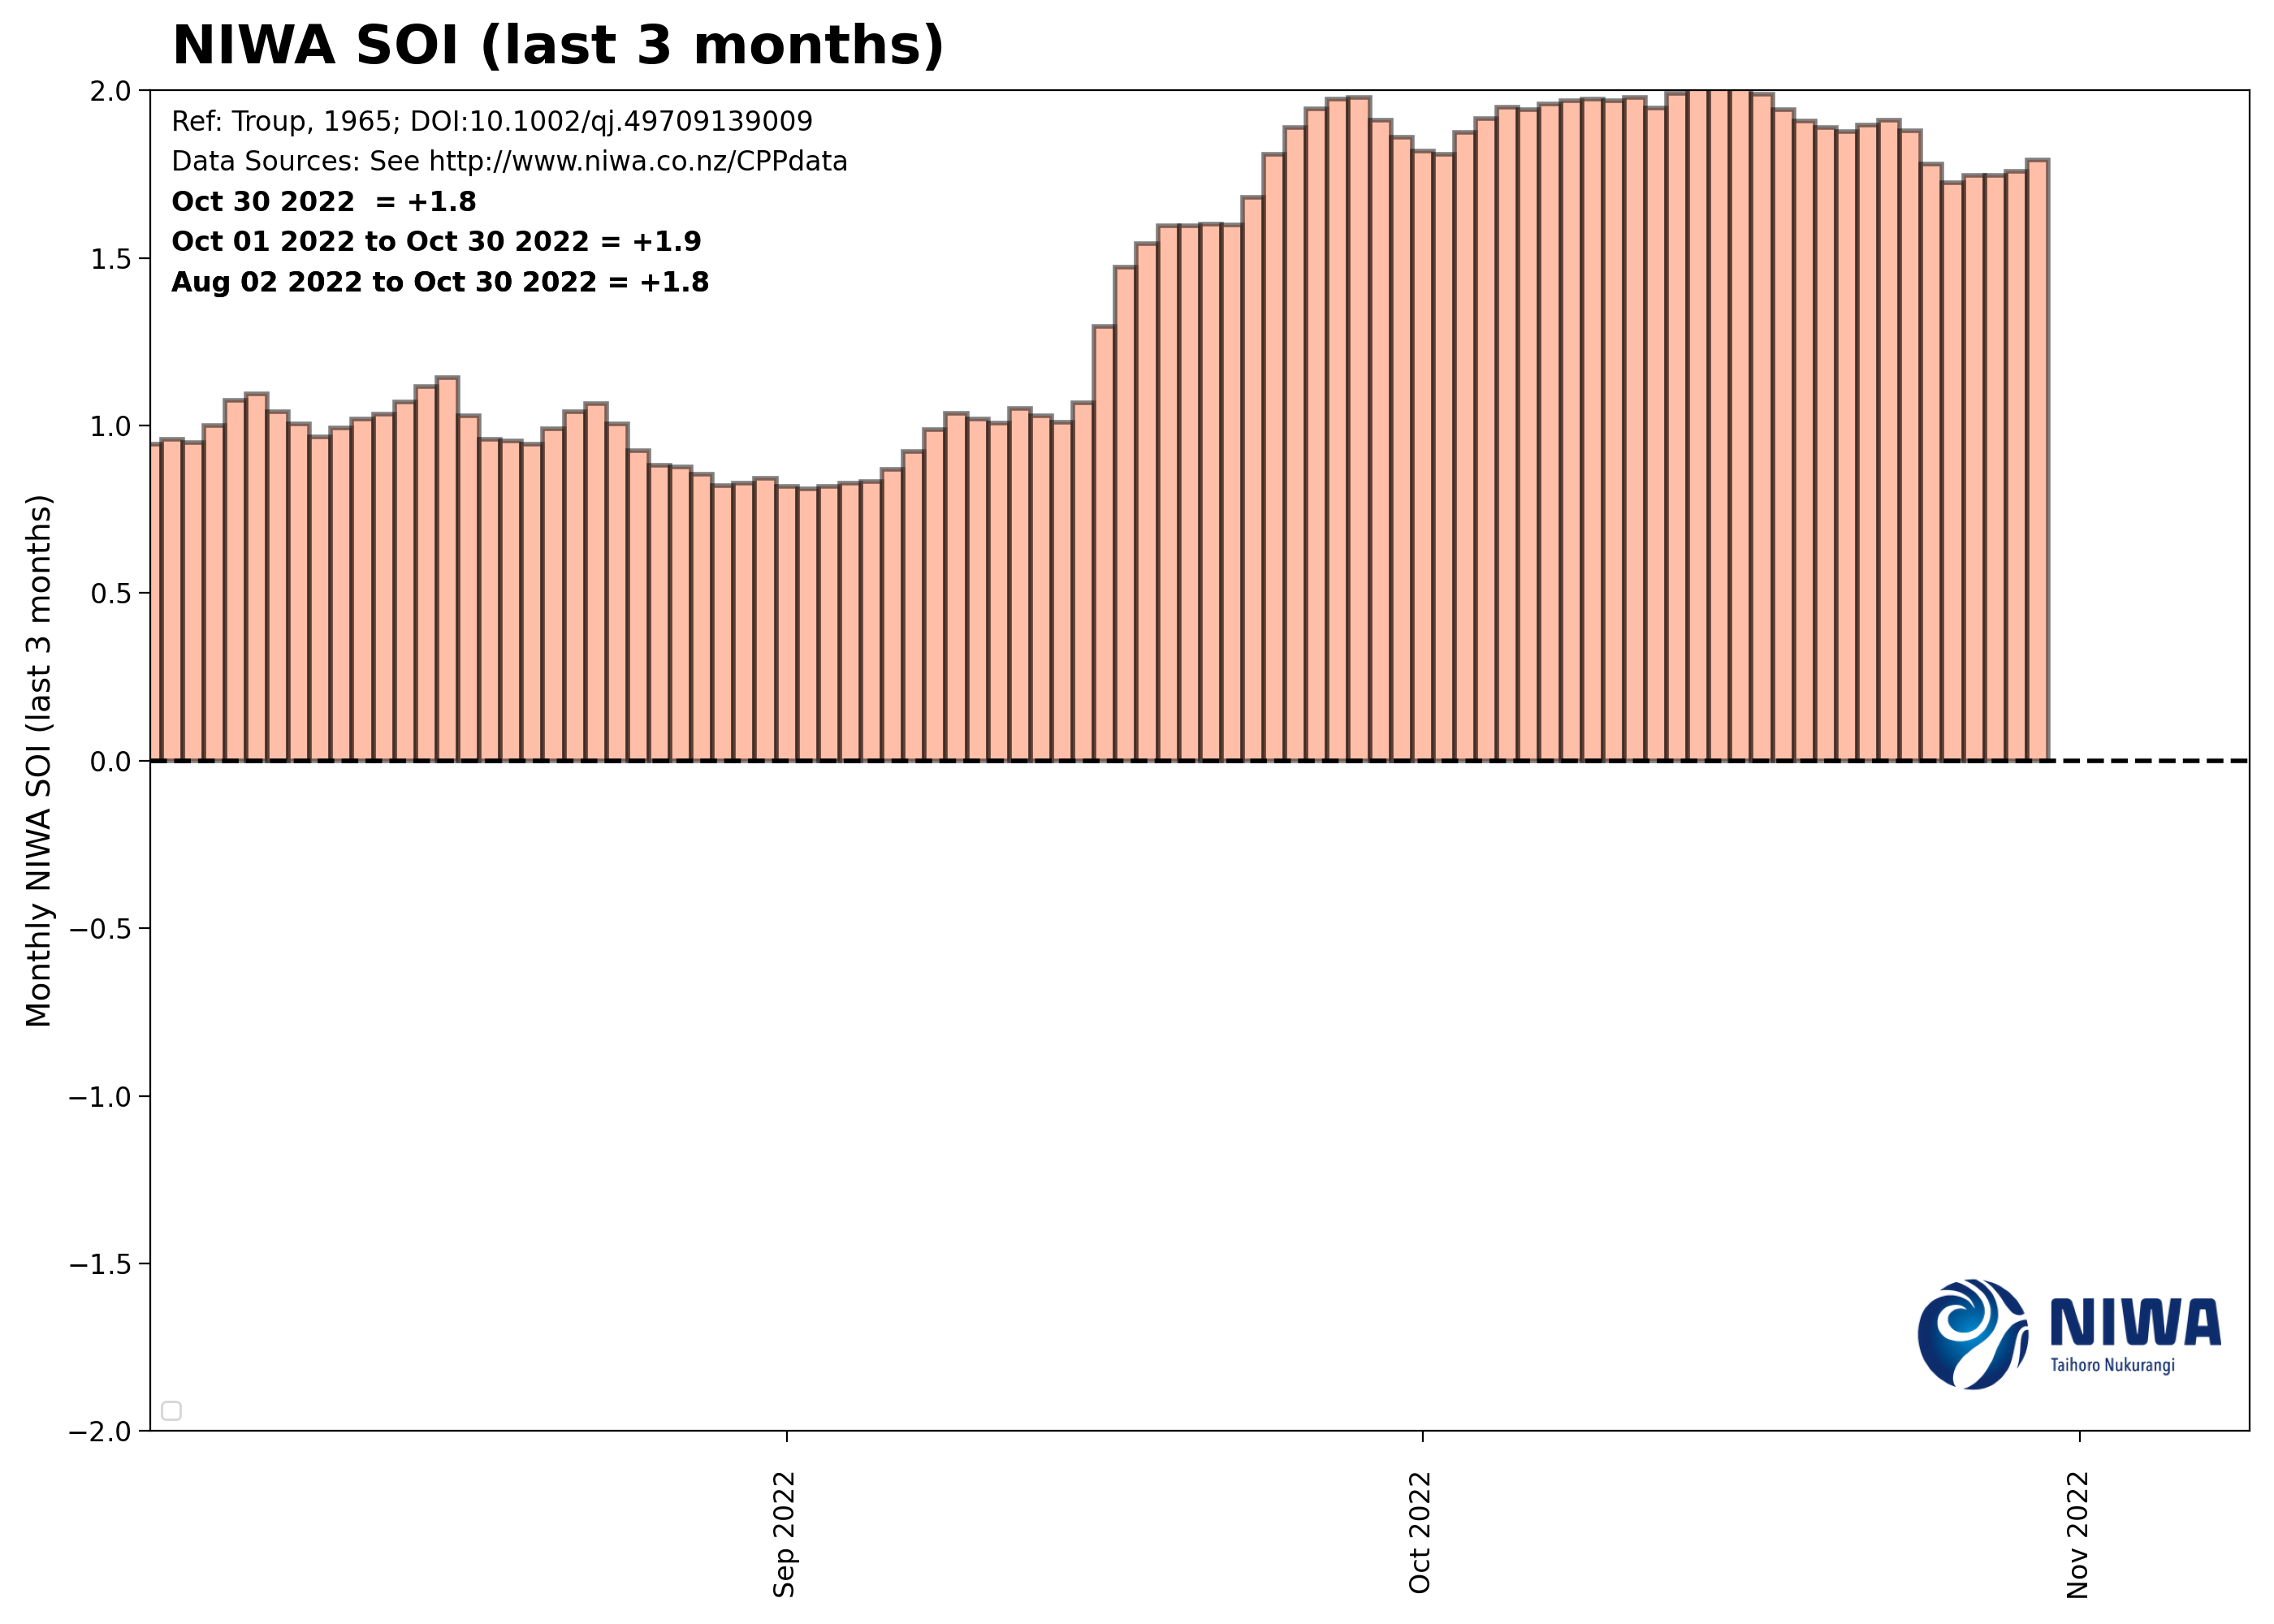 NIWA SOI (last 3 months)
Ref: Troup, 1965; DOI:10.1002/qj.49709139009
Data Sources: See http://www.niwa.co.nz/CPPdata
Oct 30 2022  = +1.8
Oct 01 2022 to Oct 30 2022 = +1.9
Aug 02 2022 to Oct 30 2022 = +1.8
Monthly NIWA SOI (last 3 months)
2.0
1.5
1.0
0.5
0.0
−0.5
−1.0
−1.5
−2.0
Sep 2022
Oct 2022
Nov 2022
NIWA
Taihoro Nukurangi